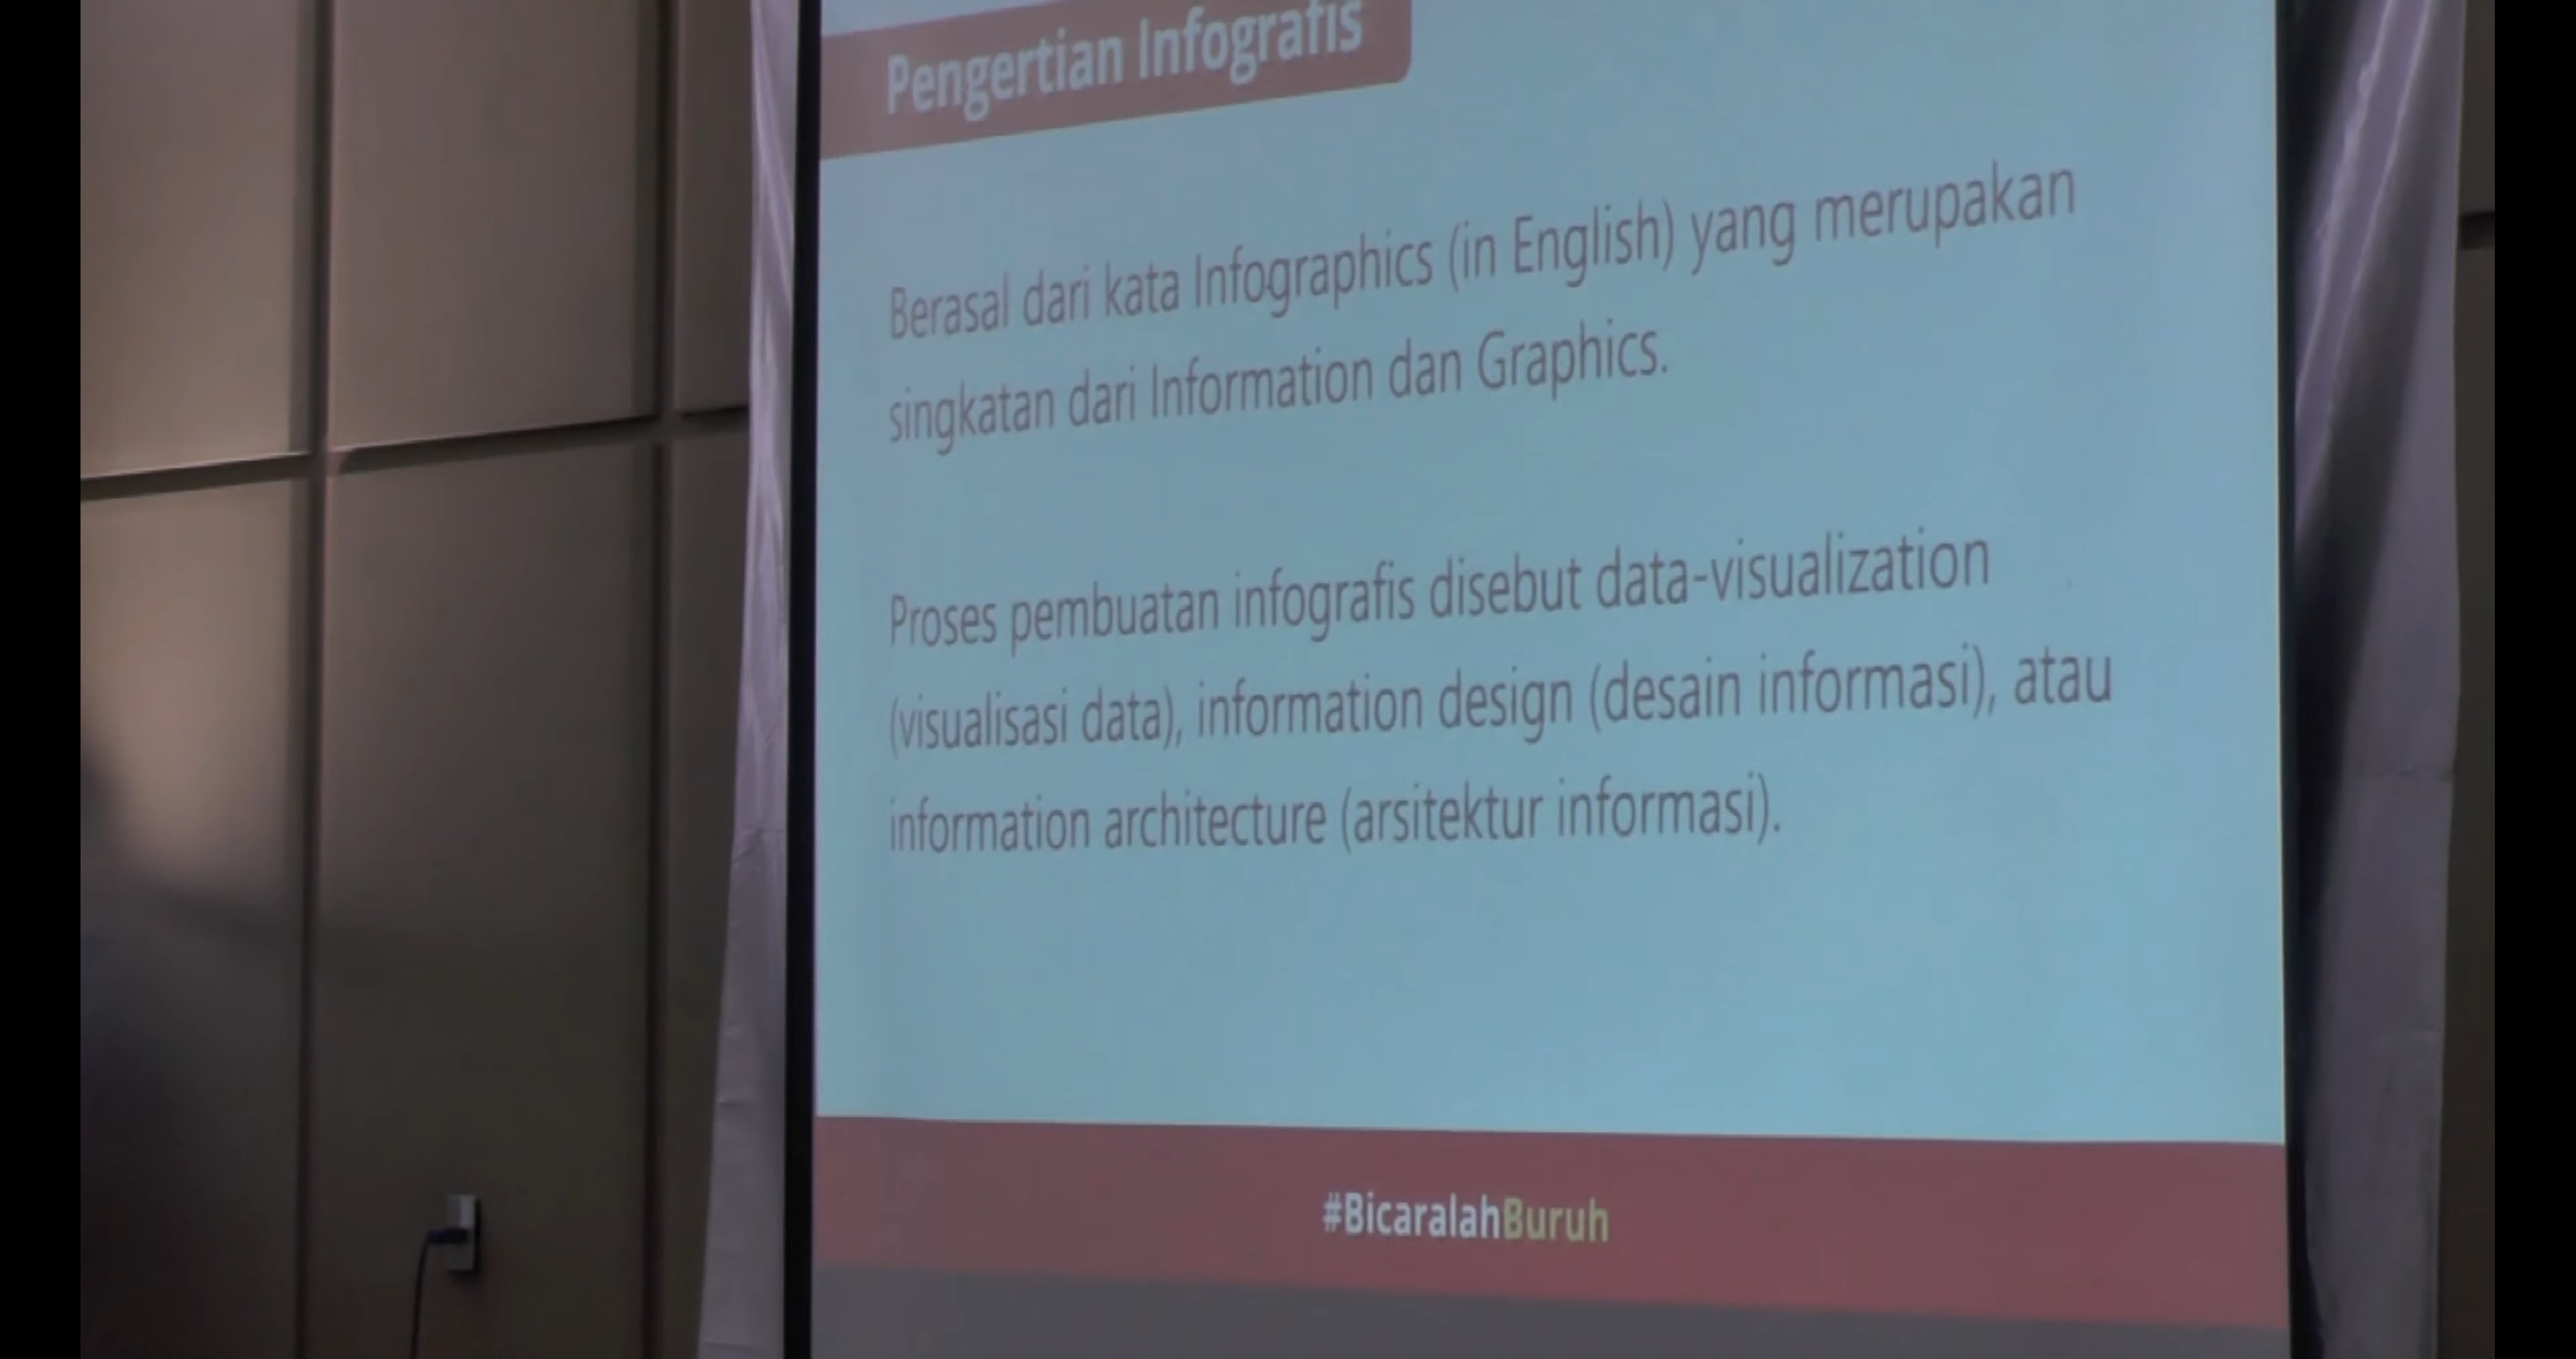 Pengertian Infografis
Berasal dari kata Infographics (in English) yang merupakan
singkatan dari Information dan Graphics.
Proses pembuatan infografis disebut data-visualization
(visualisasi data), information design (desain informasi), atau
information architecture (arsitektur informasi).
#BicaralahBuruh